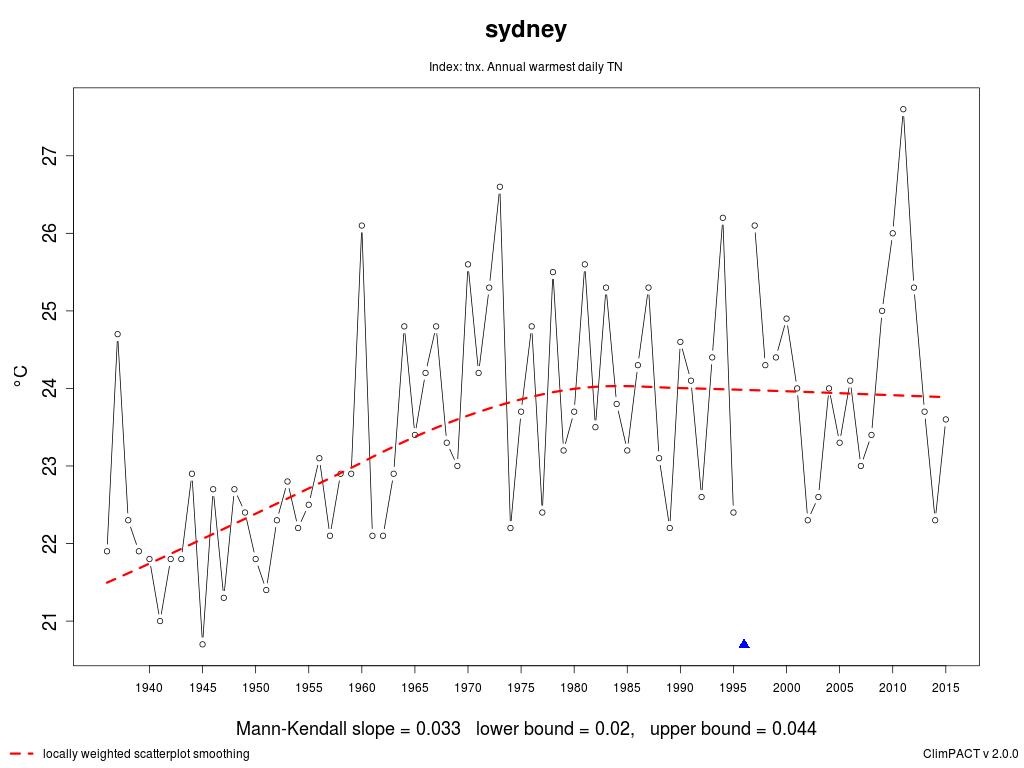 sydney
Index: tnx. Annual warmest daily TN
°C
27
26
25
24
23
22
21
1940 1945 1950 1955 1960 1965 1970 1975 1980 1985 1990 1995 2000 2005 2010 2015
Mann-Kendall slope = 0.033 lower bound = 0.02, upper bound = 0.044
locally weighted scatterplot smoothing
ClimPACT v 2.0.0